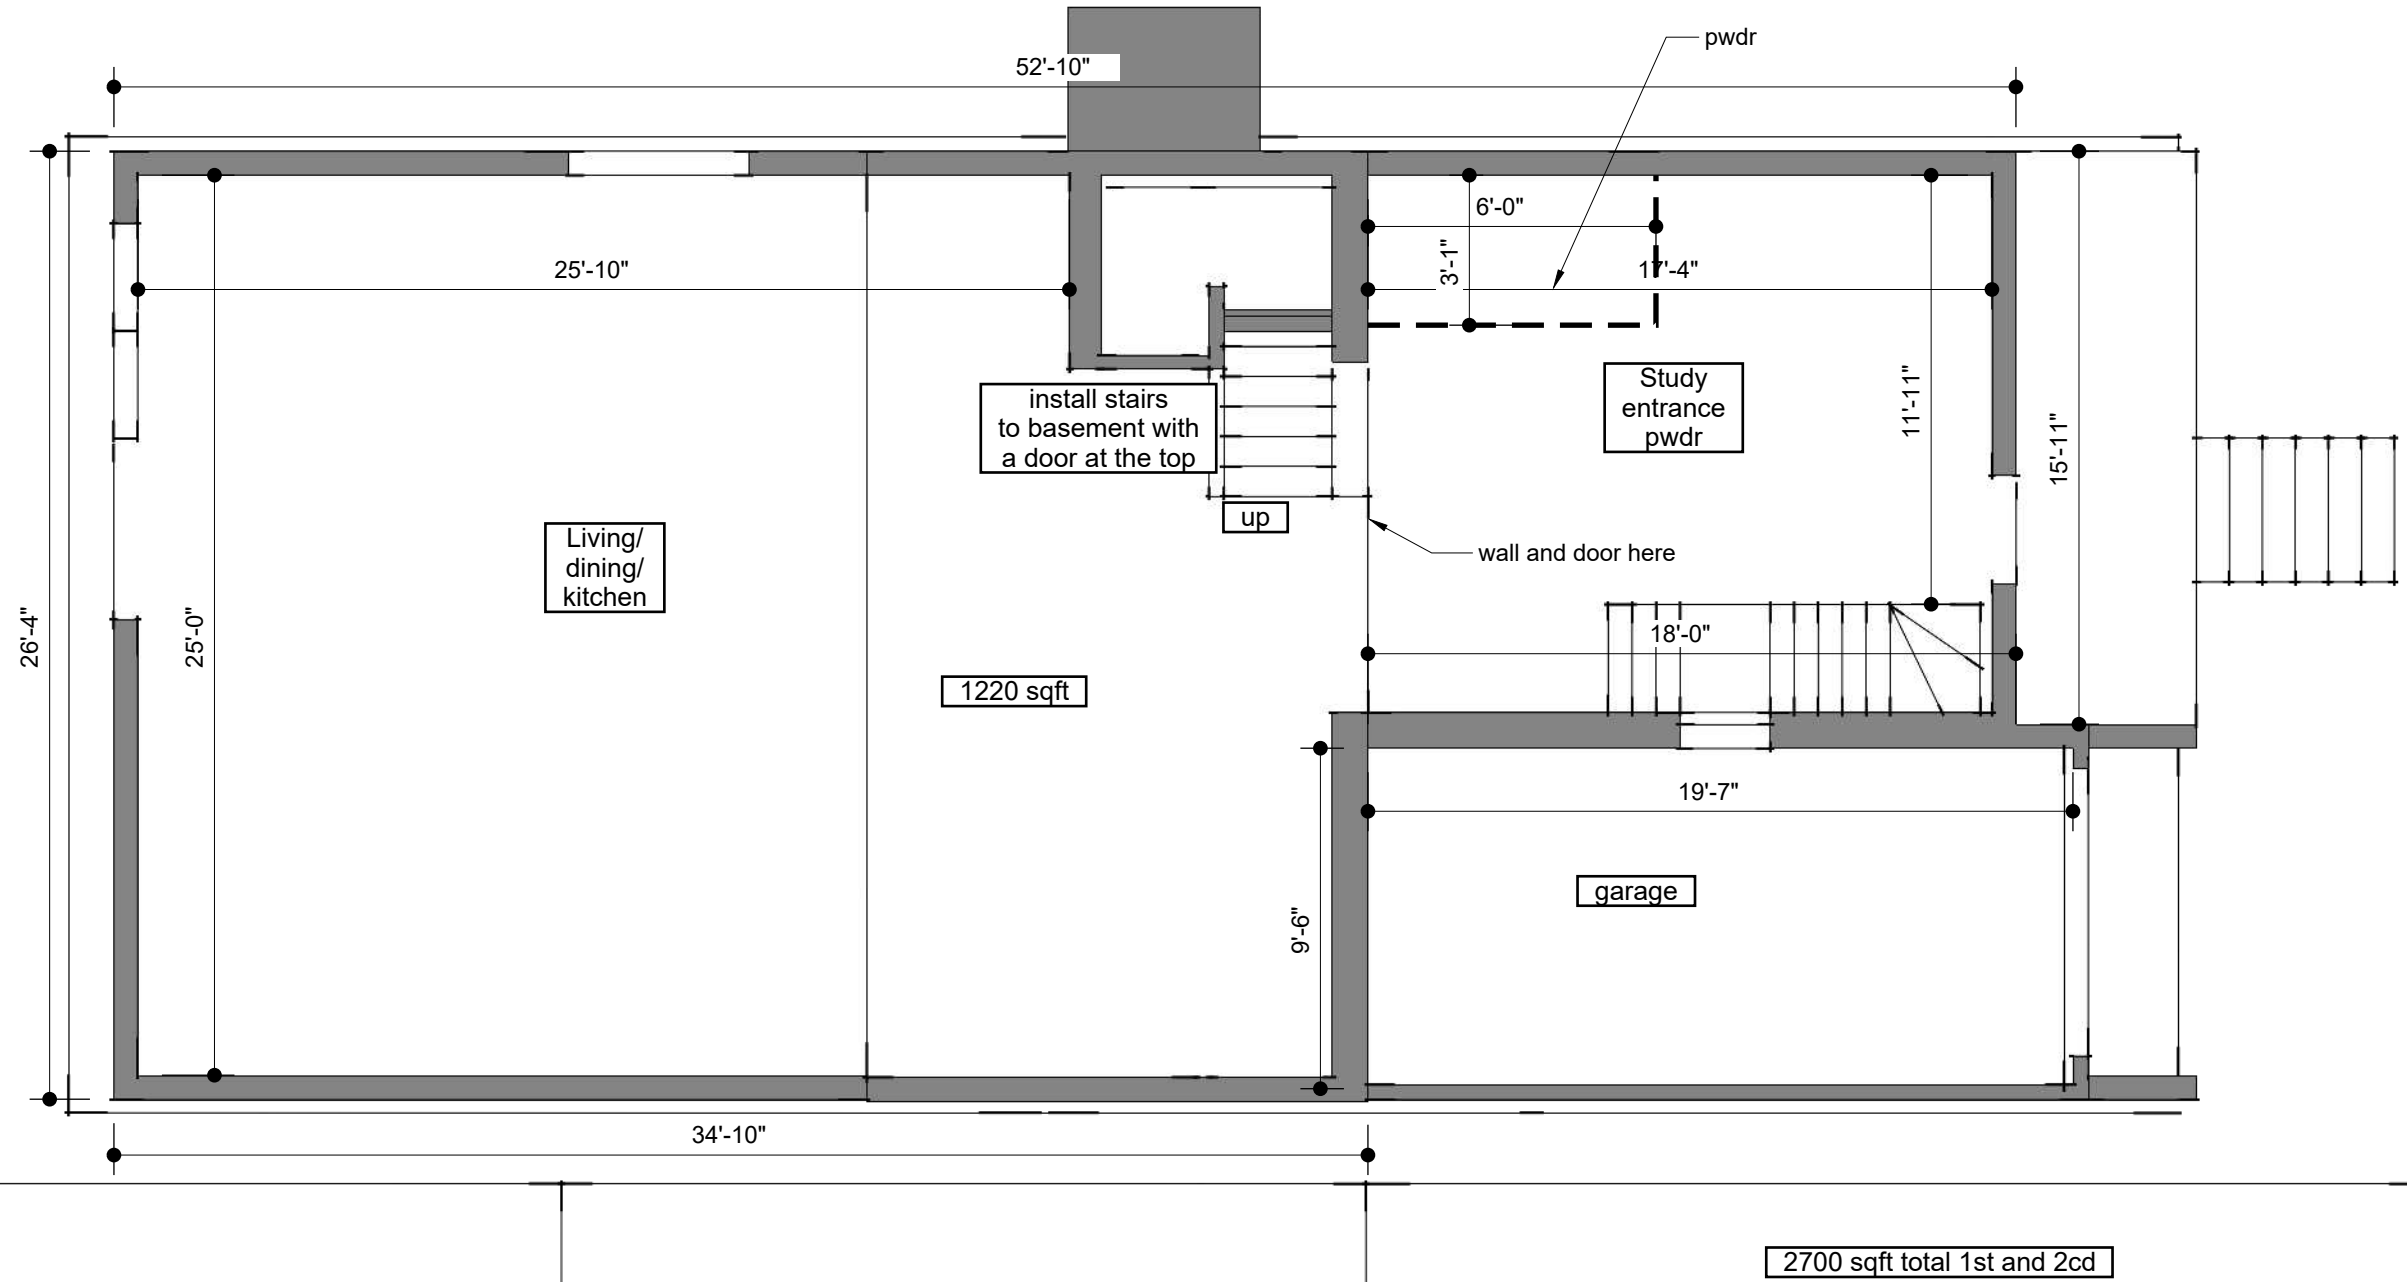 pwdr
52'-10"
6'-0"
3'-1"
25'-10"
17'-4"
Study
entrance
pwdr
11'-11"
install stairs
to basement with
a door at the top
15'-11"
up
wall and door here
Living/
dining/
kitchen
26'-4"
25'-0"
18'-0"
1220 sqft
19'-7"
garage
9'-6"
34'-10"
2700 sqft total 1st and 2cd